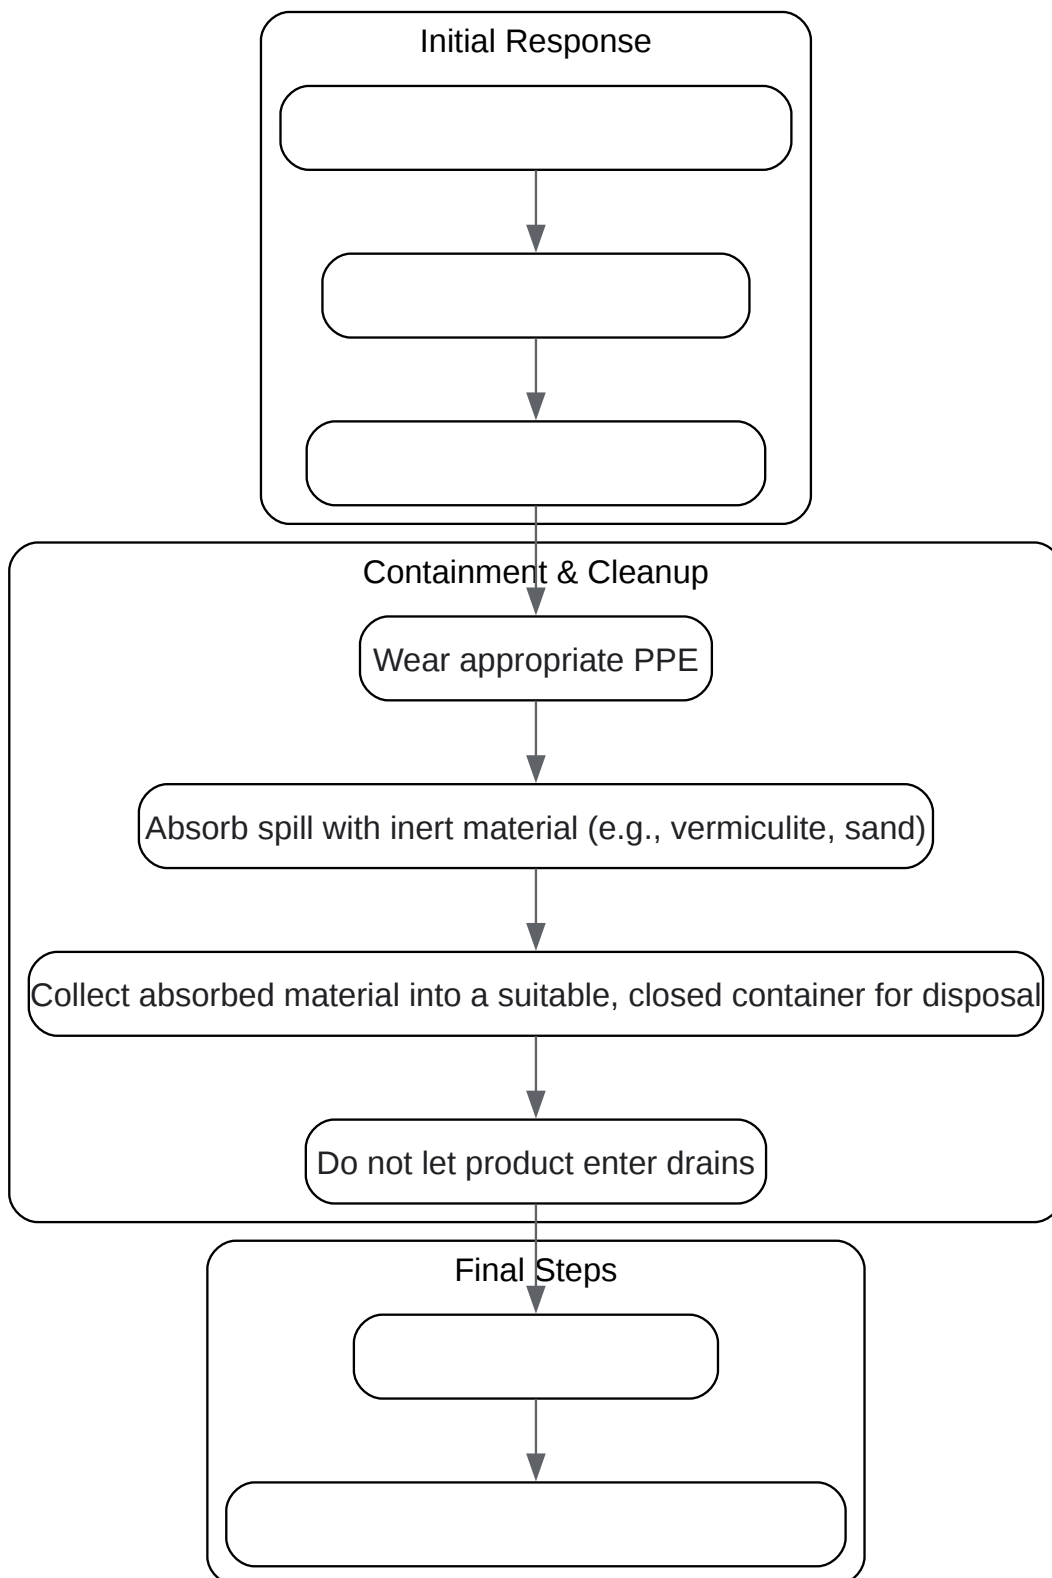 Initial Response
Containment & Cleanup
Wear appropriate PPE
Absorb spill with inert material (e.g., vermiculite, sand)
Collect absorbed material into a suitable, closed container for disposal
Do not let product enter drains
Final Steps